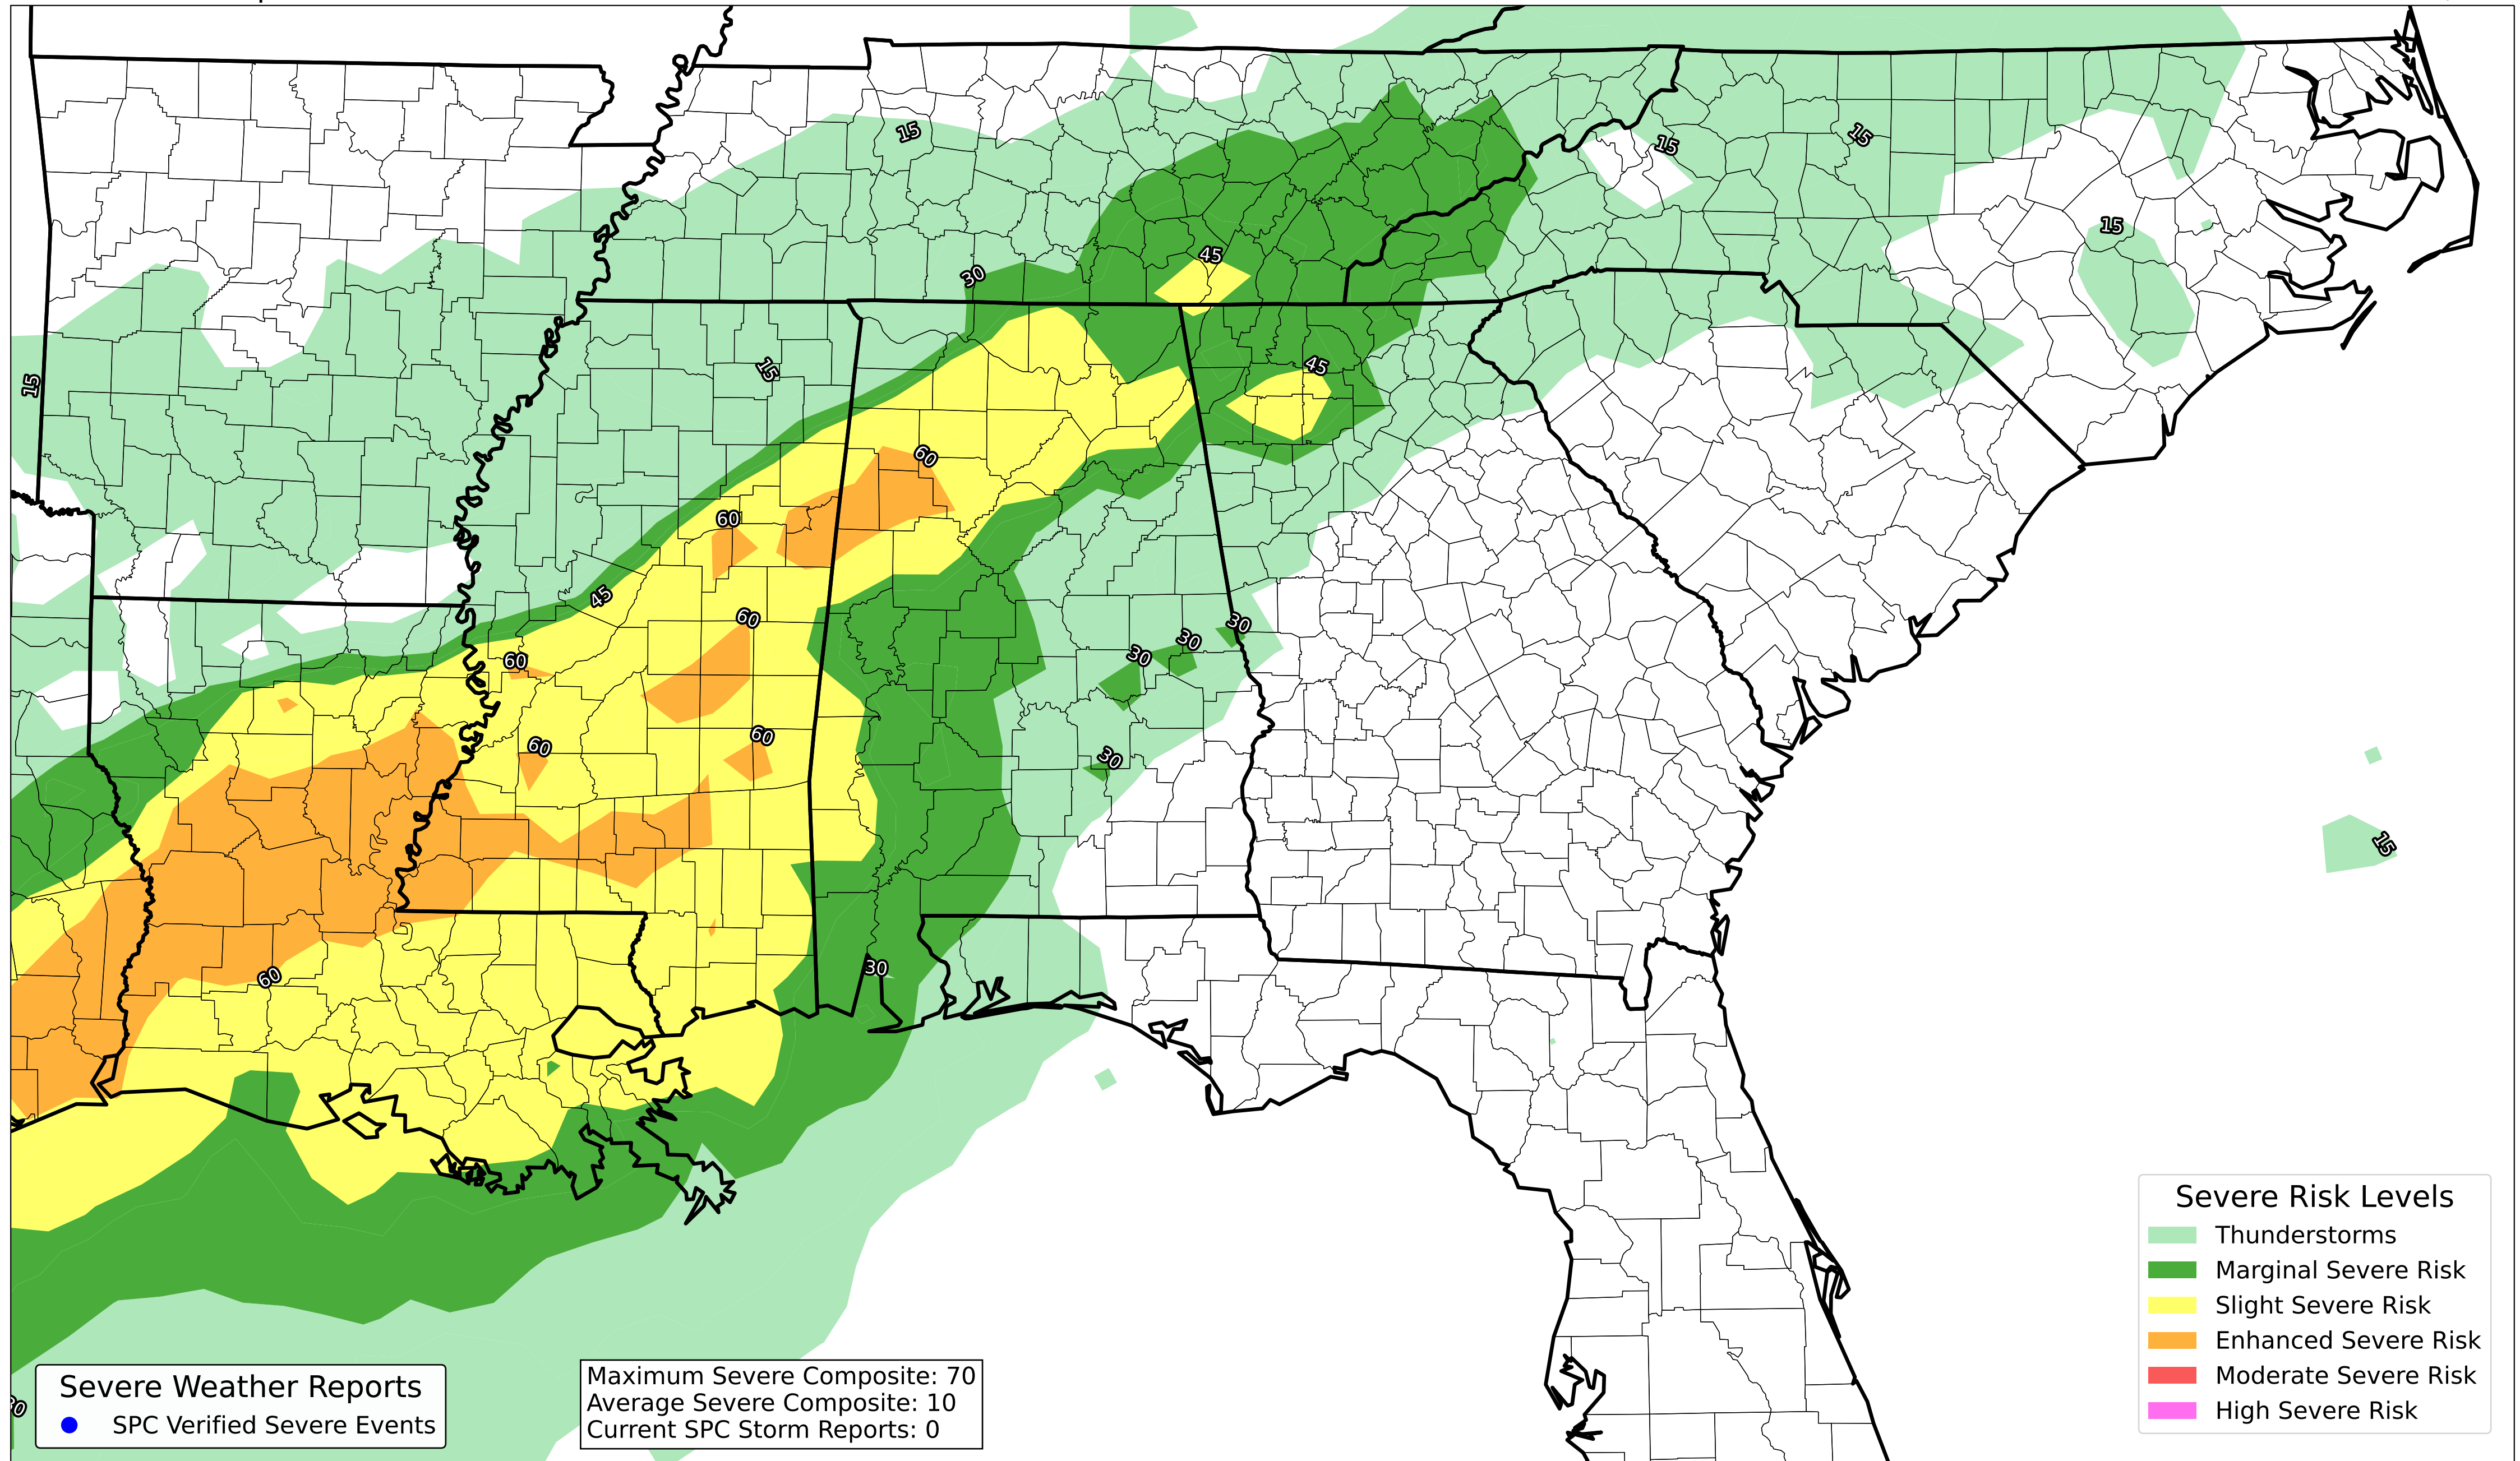 15
15
15
15
45
30
45
15
15
60
60
45
60
30
30
30
60
60
60
30
15
30
60
Severe Risk Levels
Thunderstorms
Marginal Severe Risk
Slight Severe Risk
Enhanced Severe Risk
Moderate Severe Risk
High Severe Risk
Severe Weather Reports
SPC Verified Severe Events
Maximum Severe Composite: 70
Average Severe Composite: 10
Current SPC Storm Reports: 0